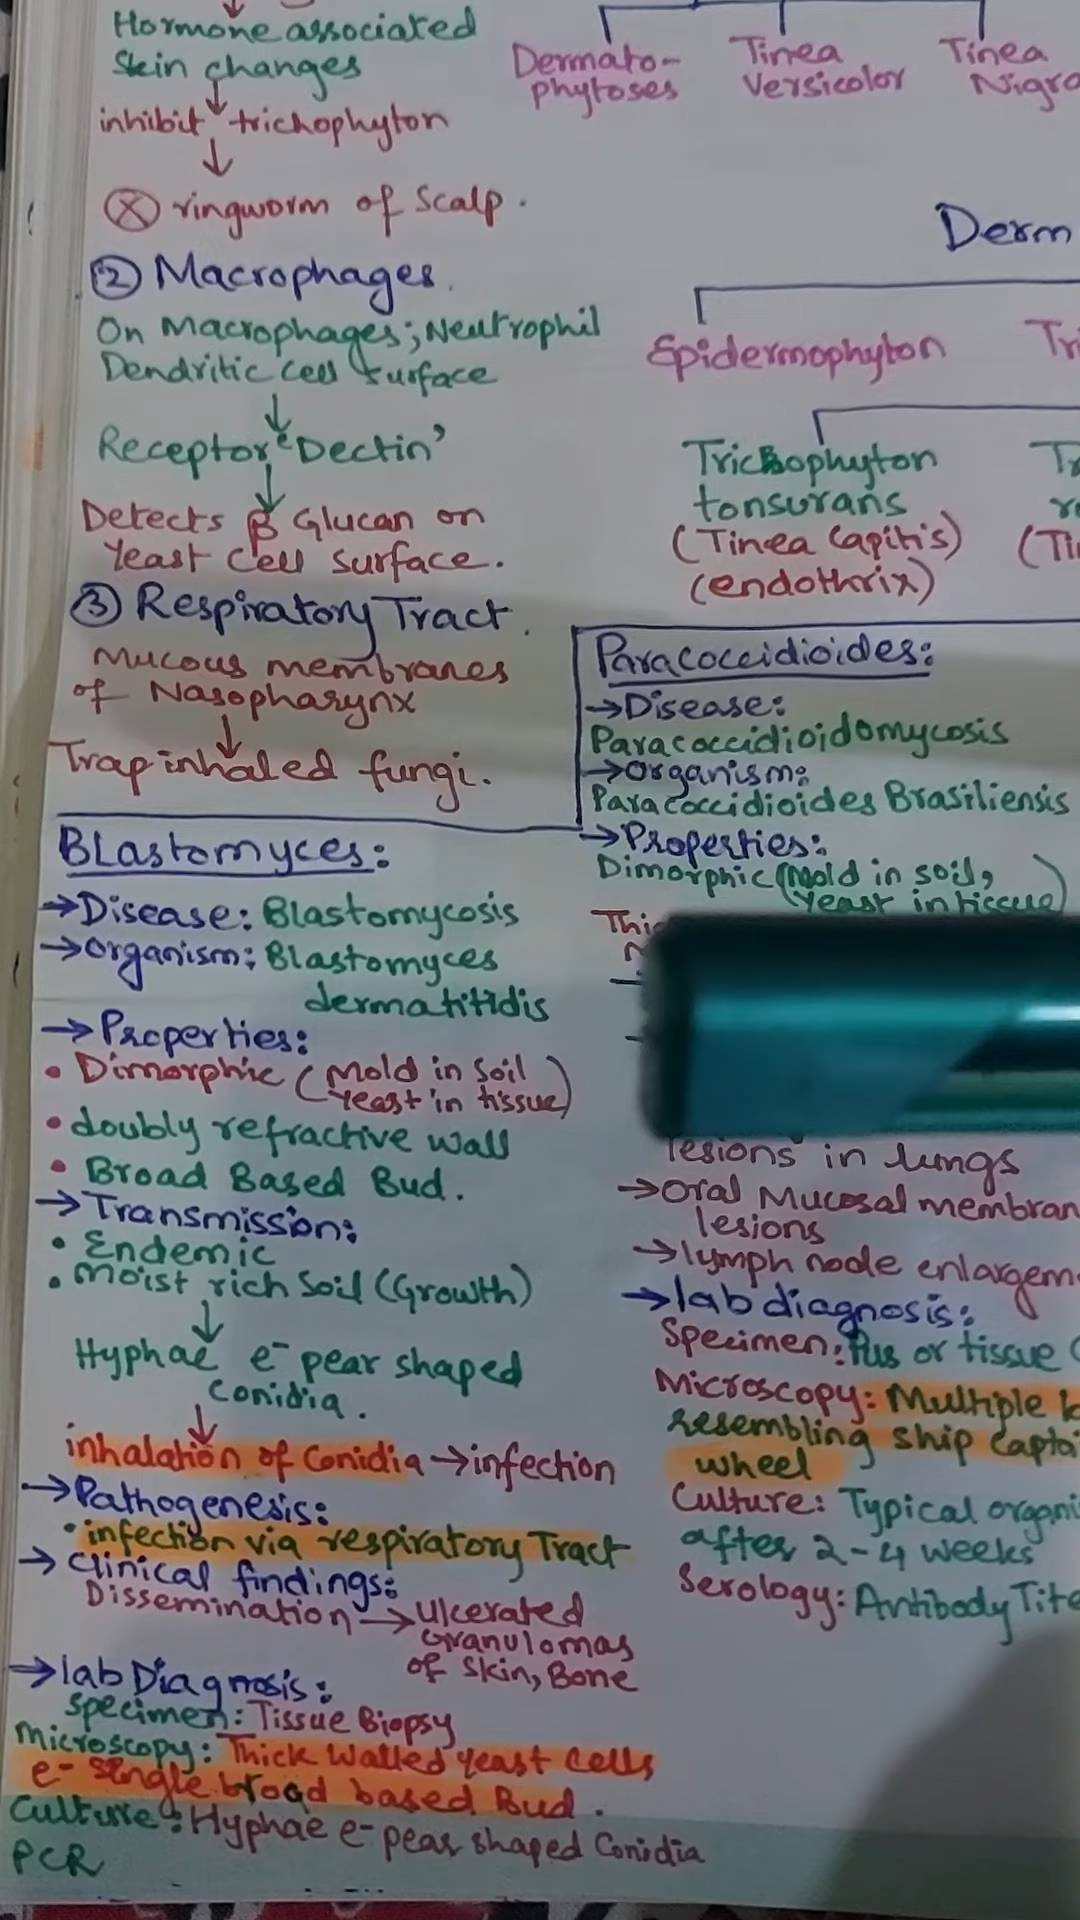 Hormone associated
Skin changes
inhibit trichophyton
ringworm of Scalp.
② Macrophages.
On Macrophages; Neutrophil
Dendritic cell surface
Receptor 'Dectin'
Detects β Glucan on
Yeast Cell surface.
③ Respiratory Tract.
Mucous membranes
of Nasopharynx
Trap inhaled fungi.
Blastomyces:
→Disease: Blastomycosis
→Organism: Blastomyces
dermatitidis
→Properties:
• Dimorphic (Mold in Soil
Yeast in tissue)
• doubly refractive wall
• Broad Based Bud.
→Transmission:
• Endemic
• Moist rich Soil (Growth)
Hyphae e- pear shaped
Conidia.
inhalation of Conidia →infection
→Pathogenesis:
• infection via respiratory Tract
→ Clinical findings:
Dissemination → Ulcerated
Granulomas
of Skin, Bone
→lab Diagnosis:
Specimen: Tissue Biopsy
Microscopy: Thick Walled yeast Cells
e- single broad based Bud.
Culture: Hyphae e- pear shaped Conidia
PCR
Dermato-
phytoses
Tinea
Versicolor
Tinea
Nigra
Derm
Epidermophyton
Tri
Trichophyton
tonsurans
(Tinea Capitis)
(endothrix)
(Ti
Paracoccidioides:
→Disease:
Paracoccidioidomycosis
→Organism:
Paracoccidioides Brasiliensis
→Properties:
Dimorphic (Mold in soil,
Yeast in tissue)
Thi
lesions in lungs
→Oral Mucosal membran
lesions
→lymph node enlargem
→lab diagnosis:
Specimen: Pus or tissue
Microscopy: Multiple
resembling Ship Capta
wheel
Culture: Typical organi
after 2-4 weeks
Serology: Antibody Tite